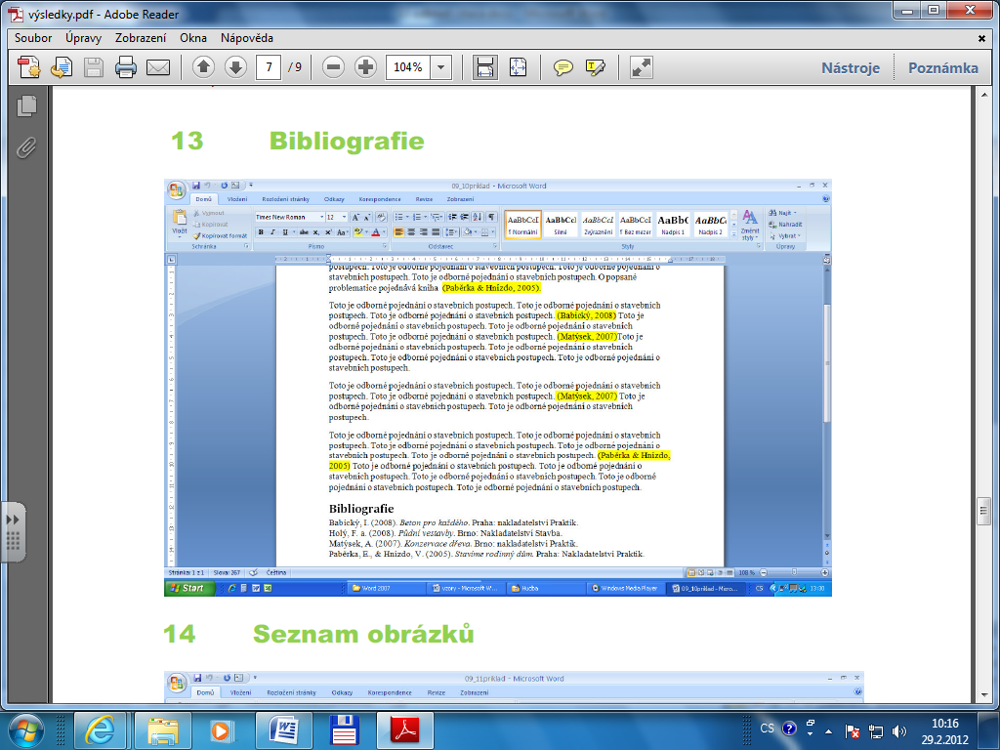 výsledky.pdf - Adobe Reader
Soubor Úpravy Zobrazení Okna Nápověda
7 / 9 104% Nástroje Poznámka
13 Bibliografie
09_10priklad - Microsoft Word
Domů Vložení Rozložení stránky Odkazy Korespondence Revize Zobrazení
Vložit Vyjmout Kopírovat Kopírovat formát
Times New Roman 12
AaBbCcI AaBbCc AaBbCcI AaBbCcI AaBbC AaBbCc
¶ Normální Silné Zvýraznění ¶ Bez mezer Nadpis 1 Nadpis 2
Změnit styly Najít Nahradit Vybrat
Schránka Písmo Odstavec Styly Úpravy
postupech. Toto je odborné pojednání o stavebních postupech. Toto je odborné pojednání o
stavebních postupech. Toto je odborné pojednání o stavebních postupech. O popsané
problematice pojednává kniha (Paběrka & Hnízdo, 2005).
Toto je odborné pojednání o stavebních postupech. Toto je odborné pojednání o stavebních
postupech. Toto je odborné pojednání o stavebních postupech. (Babický, 2008) Toto je
odborné pojednání o stavebních postupech. Toto je odborné pojednání o stavebních
postupech. Toto je odborné pojednání o stavebních postupech. (Matýsek, 2007)Toto je
odborné pojednání o stavebních postupech. Toto je odborné pojednání o stavebních
postupech. Toto je odborné pojednání o stavebních postupech. Toto je odborné pojednání o
stavebních postupech.
Toto je odborné pojednání o stavebních postupech. Toto je odborné pojednání o stavebních
postupech. Toto je odborné pojednání o stavebních postupech. (Matýsek, 2007) Toto je
odborné pojednání o stavebních postupech. Toto je odborné pojednání o stavebních
postupech.
Toto je odborné pojednání o stavebních postupech. Toto je odborné pojednání o stavebních
postupech. Toto je odborné pojednání o stavebních postupech. Toto je odborné pojednání o
stavebních postupech. Toto je odborné pojednání o stavebních postupech. (Paběrka & Hnízdo,
2005) Toto je odborné pojednání o stavebních postupech. Toto je odborné pojednání o
stavebních postupech. Toto je odborné pojednání o stavebních postupech. Toto je odborné
pojednání o stavebních postupech. Toto je odborné pojednání o stavebních postupech.
Bibliografie
Babický, I. (2008). Beton pro každého. Praha: nakladatelství Praktik.
Holý, F. a. (2008). Půdní vestavby. Brno: Nakladatelství Stavba.
Matýsek, A. (2007). Konzervace dřeva. Brno: nakladatelství Praktik.
Paběrka, E., & Hnízdo, V. (2005). Stavíme rodinný dům. Praha: Nakladatelství Praktik.
Stránka: 1 z 1 Slova: 267 Čeština 108 %
Start Word 2007 vzory - Microsoft W... Hudba Windows Media Player 09_10priklad - Micro... CS 13:30
14 Seznam obrázků
09_11priklad - Microsoft Word
Domů Vložení Rozložení stránky Odkazy Korespondence Revize Zobrazení
CS 10:16
29.2.2012